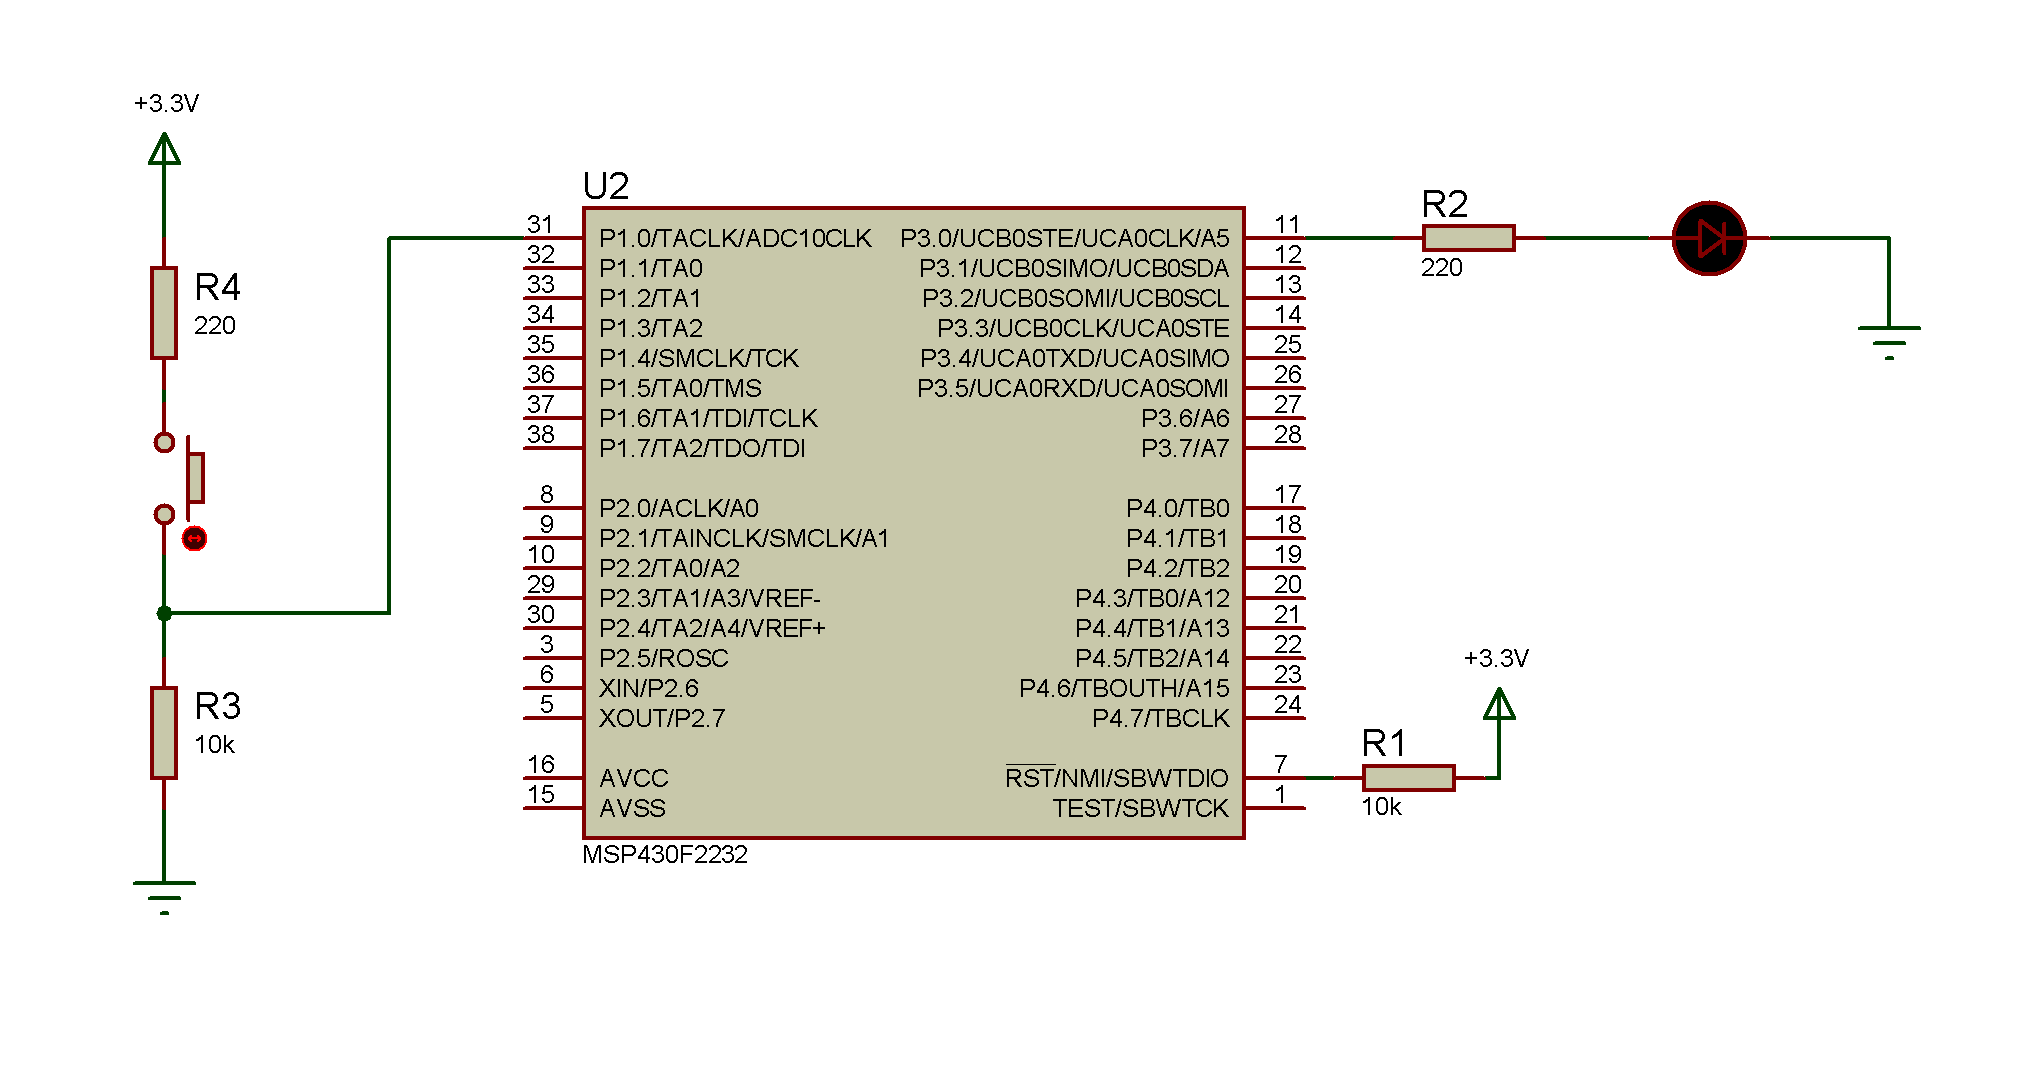 +3.3V
R4
220
R3
10k
U2
31 P1.0/TACLK/ADC10CLK P3.0/UCB0STE/UCA0CLK/A5 11
32 P1.1/TA0 P3.1/UCB0SIMO/UCB0SDA 12
33 P1.2/TA1 P3.2/UCB0SOMI/UCB0SCL 13
34 P1.3/TA2 P3.3/UCB0CLK/UCA0STE 14
35 P1.4/SMCLK/TCK P3.4/UCA0TXD/UCA0SIMO 25
36 P1.5/TA0/TMS P3.5/UCA0RXD/UCA0SOMI 26
37 P1.6/TA1/TDI/TCLK P3.6/A6 27
38 P1.7/TA2/TDO/TDI P3.7/A7 28
8 P2.0/ACLK/A0 P4.0/TB0 17
9 P2.1/TAINCLK/SMCLK/A1 P4.1/TB1 18
10 P2.2/TA0/A2 P4.2/TB2 19
29 P2.3/TA1/A3/VREF- P4.3/TB0/A12 20
30 P2.4/TA2/A4/VREF+ P4.4/TB1/A13 21
3 P2.5/ROSC P4.5/TB2/A14 22
6 XIN/P2.6 P4.6/TBOUTH/A15 23
5 XOUT/P2.7 P4.7/TBCLK 24
16 AVCC RST/NMI/SBWTDIO 7
15 AVSS TEST/SBWTCK 1
MSP430F2232
R2
220
+3.3V
R1
10k